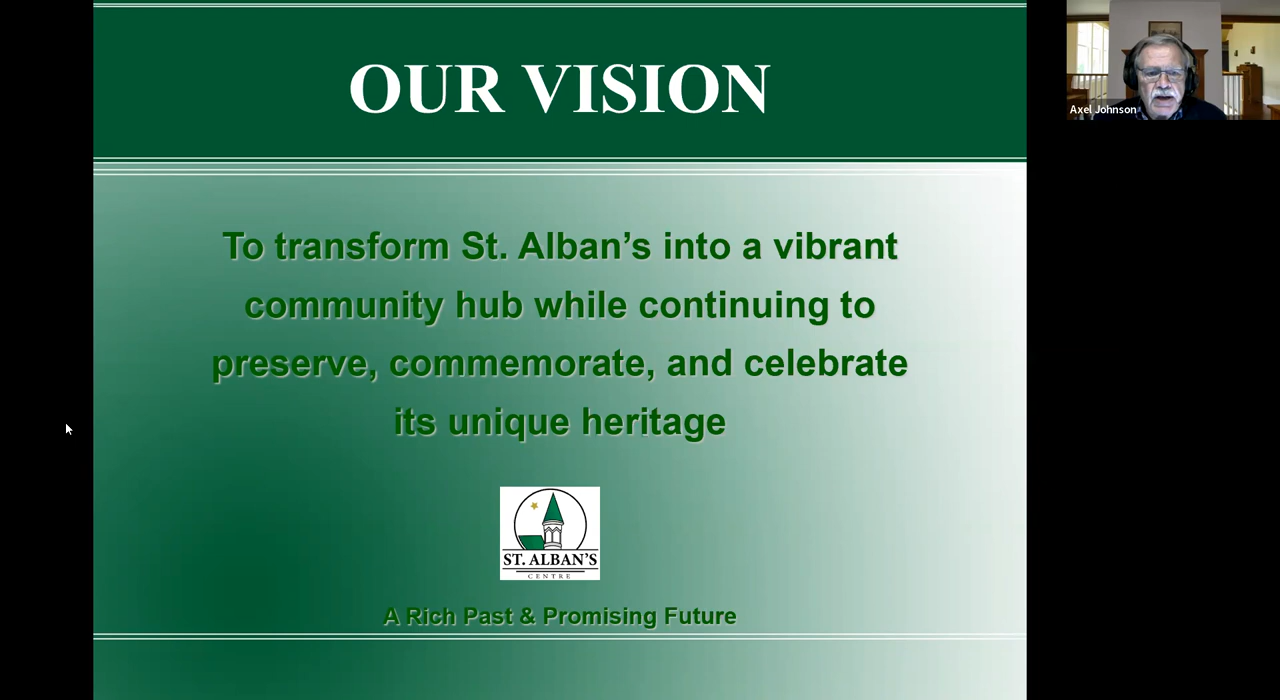 OUR VISION
To transform St. Alban’s into a vibrant
community hub while continuing to
preserve, commemorate, and celebrate
its unique heritage
ST. ALBAN'S
CENTRE
A Rich Past & Promising Future
Axel Johnson